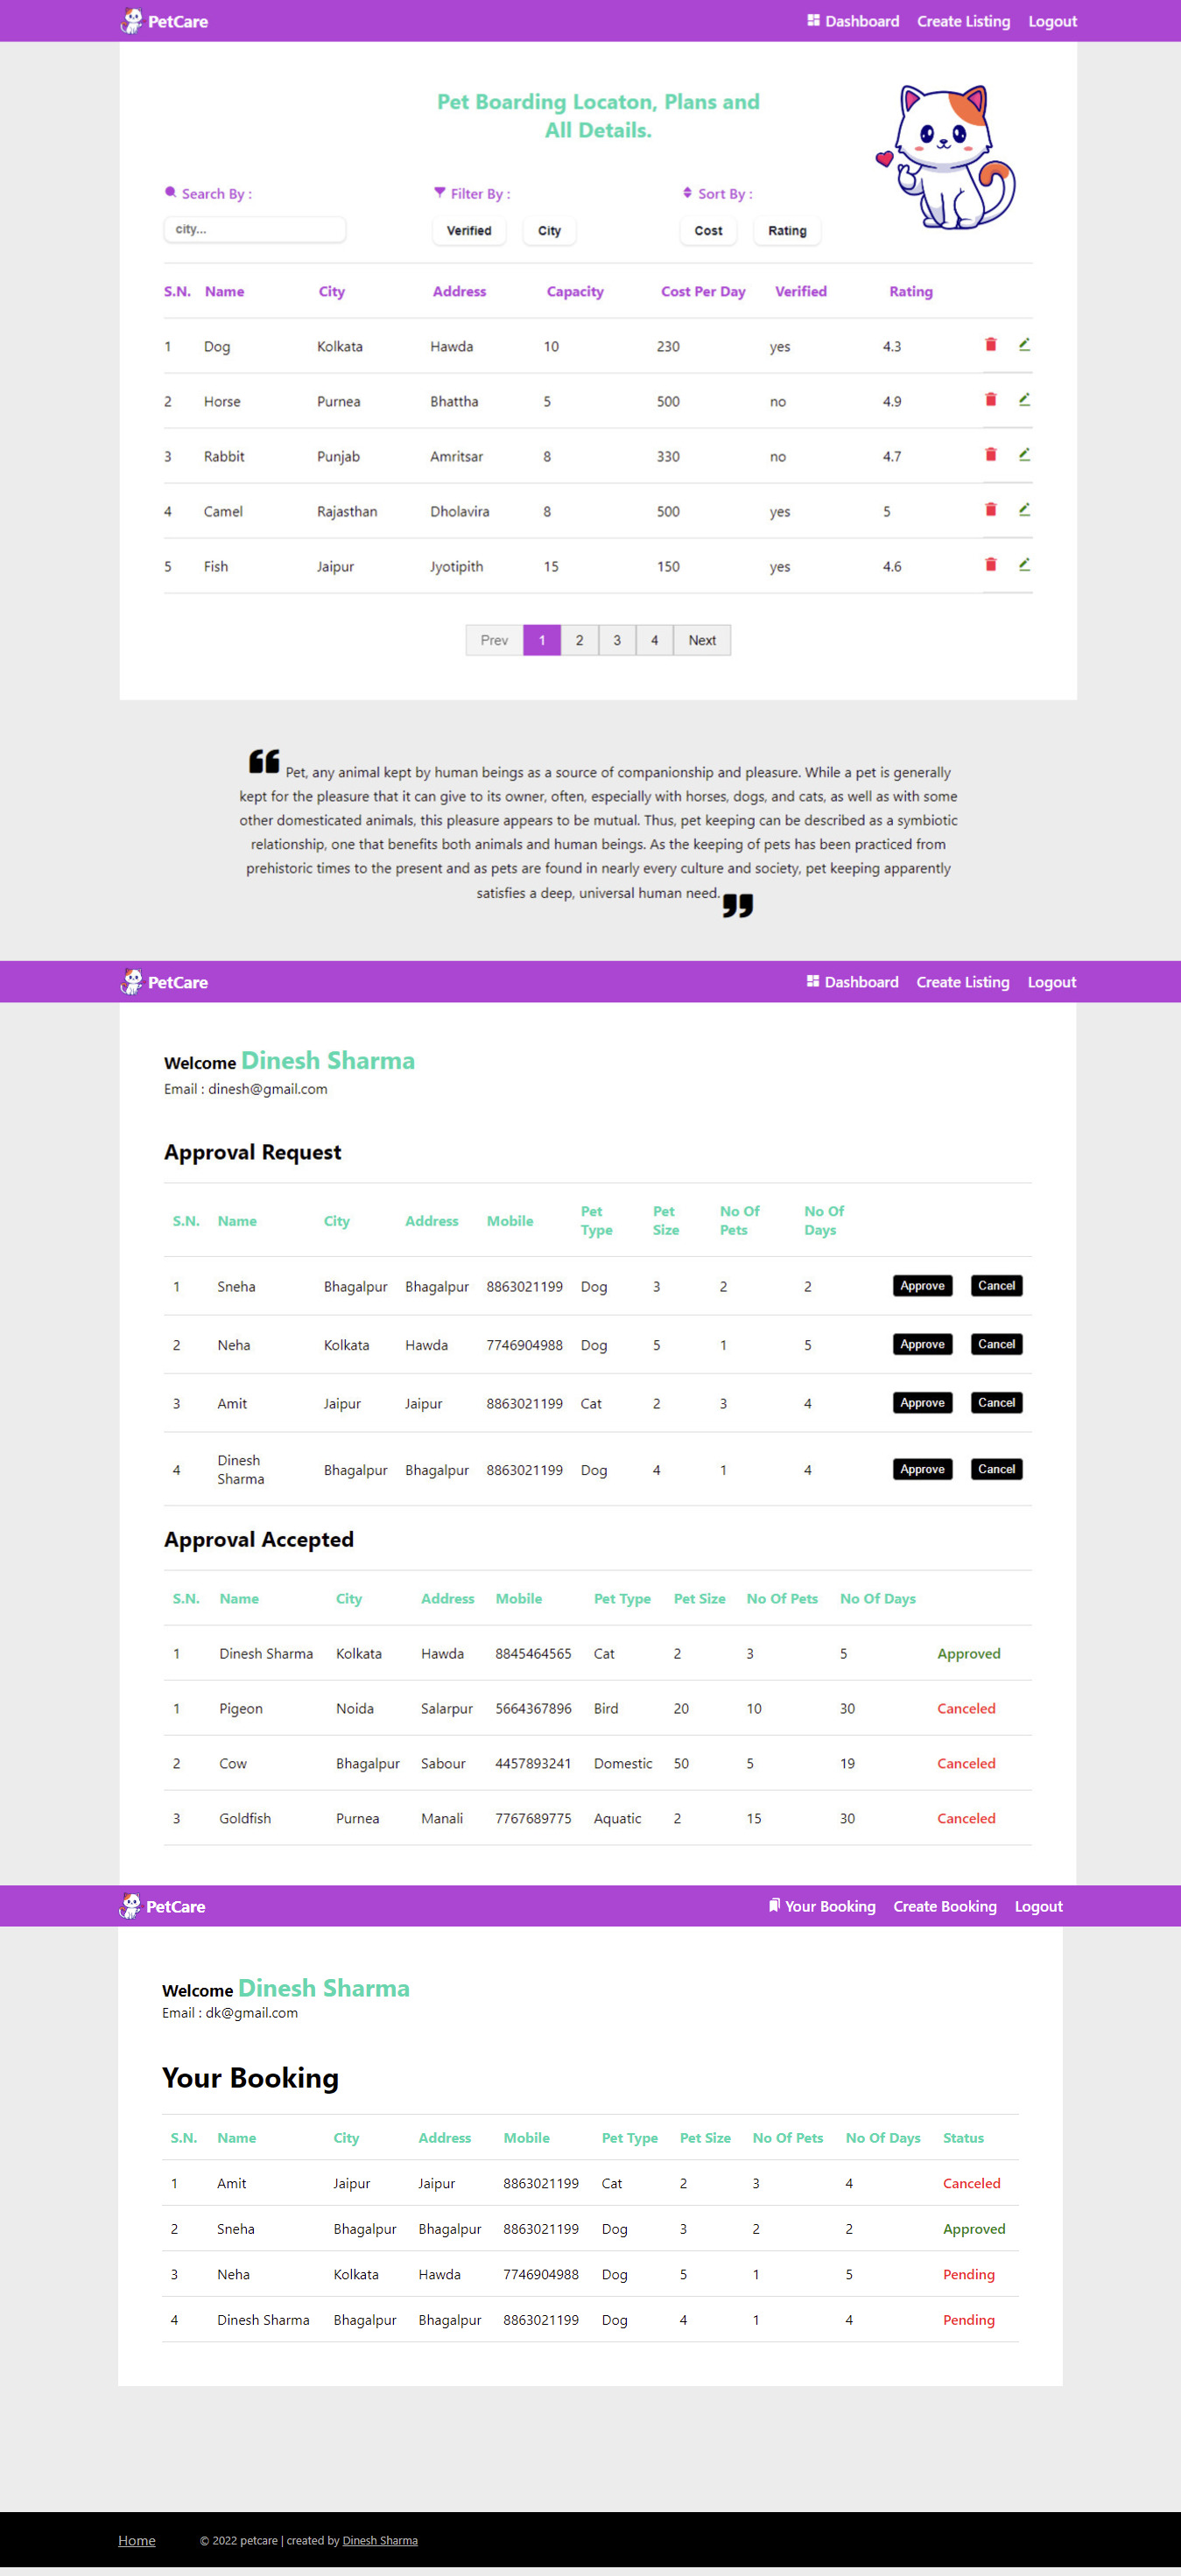 PetCare Dashboard Create Listing Logout
Pet Boarding Locaton, Plans and
All Details.
Search By : Filter By : Sort By :
city... Verified City Cost Rating
S.N. Name City Address Capacity Cost Per Day Verified Rating
1 Dog Kolkata Hawda 10 230 yes 4.3
2 Horse Purnea Bhattha 5 500 no 4.9
3 Rabbit Punjab Amritsar 8 330 no 4.7
4 Camel Rajasthan Dholavira 8 500 yes 5
5 Fish Jaipur Jyotipith 15 150 yes 4.6
Prev 1 2 3 4 Next
“ Pet, any animal kept by human beings as a source of companionship and pleasure. While a pet is generally
kept for the pleasure that it can give to its owner, often, especially with horses, dogs, and cats, as well as with some
other domesticated animals, this pleasure appears to be mutual. Thus, pet keeping can be described as a symbiotic
relationship, one that benefits both animals and human beings. As the keeping of pets has been practiced from
prehistoric times to the present and as pets are found in nearly every culture and society, pet keeping apparently
satisfies a deep, universal human need. ”
PetCare Dashboard Create Listing Logout
Welcome Dinesh Sharma
Email : dinesh@gmail.com
Approval Request
S.N. Name City Address Mobile Pet Type Pet Size No Of Pets No Of Days
1 Sneha Bhagalpur Bhagalpur 8863021199 Dog 3 2 2 Approve Cancel
2 Neha Kolkata Hawda 7746904988 Dog 5 1 5 Approve Cancel
3 Amit Jaipur Jaipur 8863021199 Cat 2 3 4 Approve Cancel
4 Dinesh Sharma Bhagalpur Bhagalpur 8863021199 Dog 4 1 4 Approve Cancel
Approval Accepted
S.N. Name City Address Mobile Pet Type Pet Size No Of Pets No Of Days
1 Dinesh Sharma Kolkata Hawda 8845464565 Cat 2 3 5 Approved
1 Pigeon Noida Salarpur 5664367896 Bird 20 10 30 Canceled
2 Cow Bhagalpur Sabour 4457893241 Domestic 50 5 19 Canceled
3 Goldfish Purnea Manali 7767689775 Aquatic 2 15 30 Canceled
PetCare Your Booking Create Booking Logout
Welcome Dinesh Sharma
Email : dk@gmail.com
Your Booking
S.N. Name City Address Mobile Pet Type Pet Size No Of Pets No Of Days Status
1 Amit Jaipur Jaipur 8863021199 Cat 2 3 4 Canceled
2 Sneha Bhagalpur Bhagalpur 8863021199 Dog 3 2 2 Approved
3 Neha Kolkata Hawda 7746904988 Dog 5 1 5 Pending
4 Dinesh Sharma Bhagalpur Bhagalpur 8863021199 Dog 4 1 4 Pending
Home © 2022 petcare | created by Dinesh Sharma